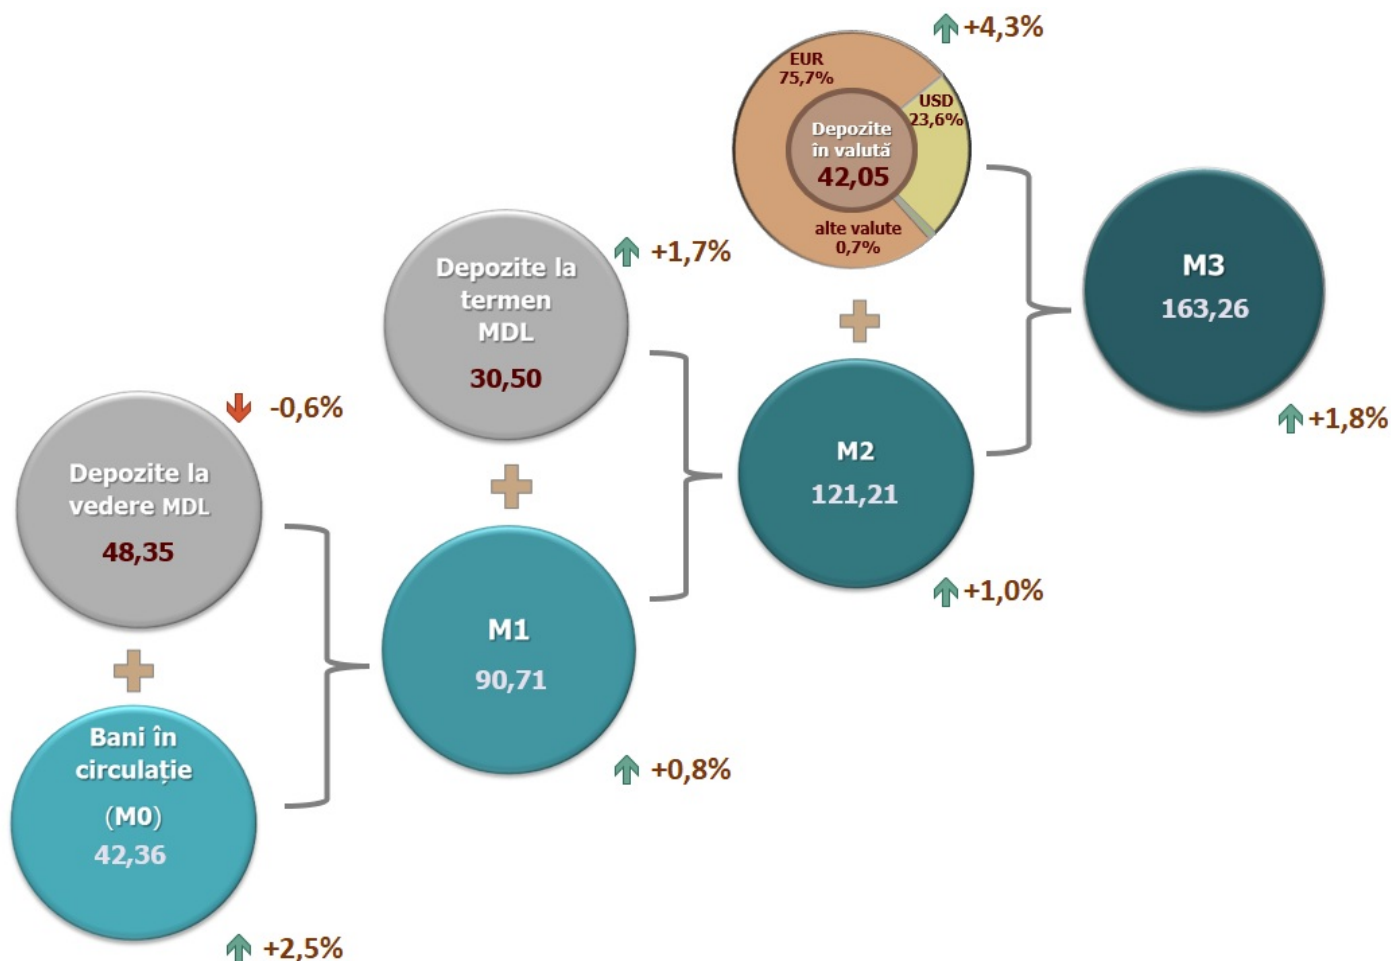 +4,3%
EUR
75,7%
USD
23,6%
Depozite
în valută
42,05
alte valute
0,7%
M3
163,26
+1,8%
Depozite la
termen
MDL
30,50
+1,7%
M2
121,21
+1,0%
-0,6%
Depozite la
vedere MDL
48,35
M1
90,71
+0,8%
Bani în
circulație
(M0)
42,36
+2,5%